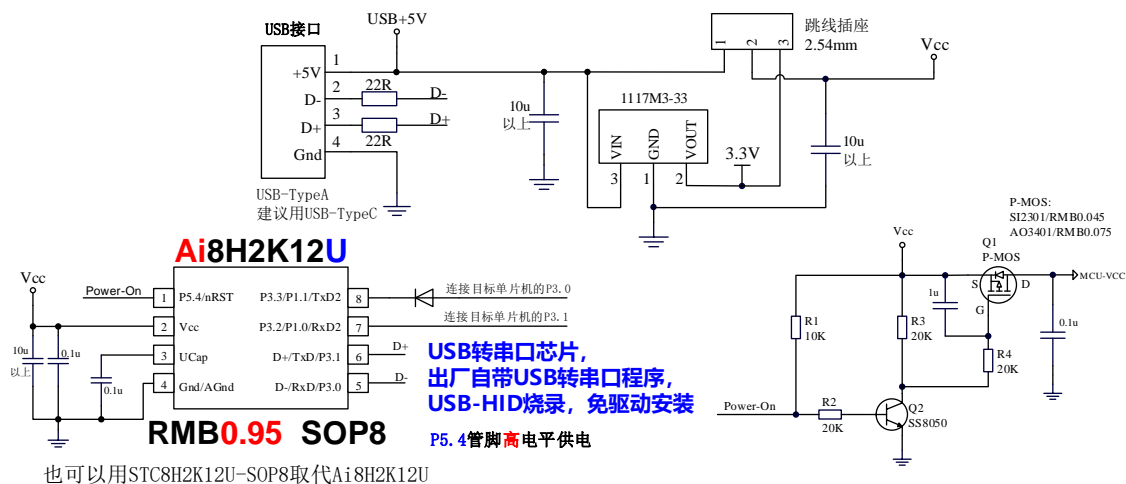 USB接口
USB+5V
+5V
1
D-
2
22R
D-
D+
3
D+
22R
Gnd
4
USB-TypeA
建议用USB-TypeC
10u
以上
跳线插座
2.54mm
1
2
3
Vcc
1117M3-33
VIN
GND
VOUT
3
1
2
3.3V
10u
以上
Ai8H2K12U
Vcc
Power-On
1
P5.4/nRST
P3.3/P1.1/TxD2
8
连接目标单片机的P3.0
2
Vcc
P3.2/P1.0/RxD2
7
连接目标单片机的P3.1
3
UCap
D+/TxD/P3.1
6
D+
4
Gnd/AGnd
D-/RxD/P3.0
5
D-
10u
以上
0.1u
0.1u
USB转串口芯片,
出厂自带USB转串口程序,
USB-HID烧录，免驱动安装
RMB0.95 SOP8
P5.4管脚高电平供电
也可以用STC8H2K12U-SOP8取代Ai8H2K12U
P-MOS:
SI2301/RMB0.045
AO3401/RMB0.075
Vcc
Q1
P-MOS
S
D
G
MCU-VCC
1u
0.1u
R1
10K
R3
20K
R4
20K
Power-On
R2
20K
Q2
SS8050